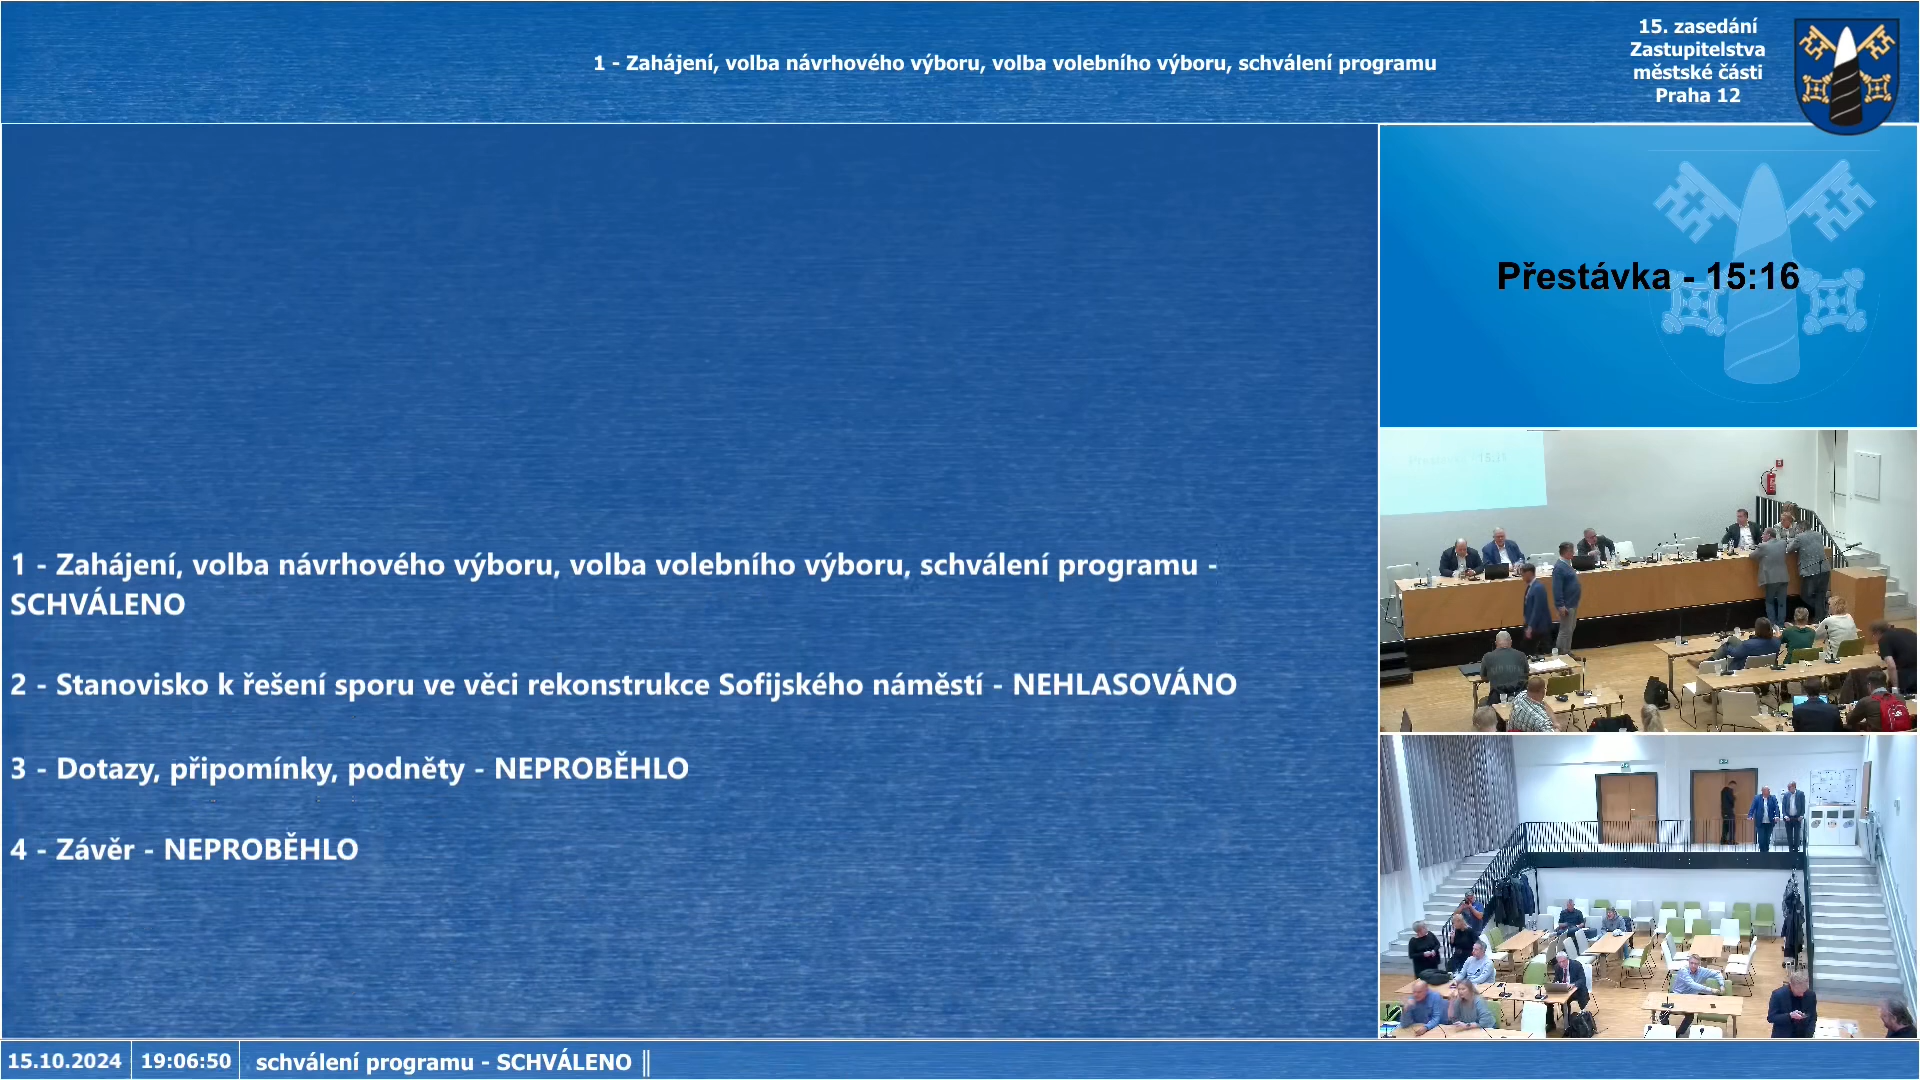 1 - Zahájení, volba návrhového výboru, volba volebního výboru, schválení programu
15. zasedání
Zastupitelstva
městské části
Praha 12
Přestávka - 15:16
1 - Zahájení, volba návrhového výboru, volba volebního výboru, schválení programu -
SCHVÁLENO
2 - Stanovisko k řešení sporu ve věci rekonstrukce Sofijského náměstí - NEHLASOVÁNO
3 - Dotazy, připomínky, podněty - NEPROBĚHLO
4 - Závěr - NEPROBĚHLO
15.10.2024
19:06:50
schválení programu - SCHVÁLENO ||